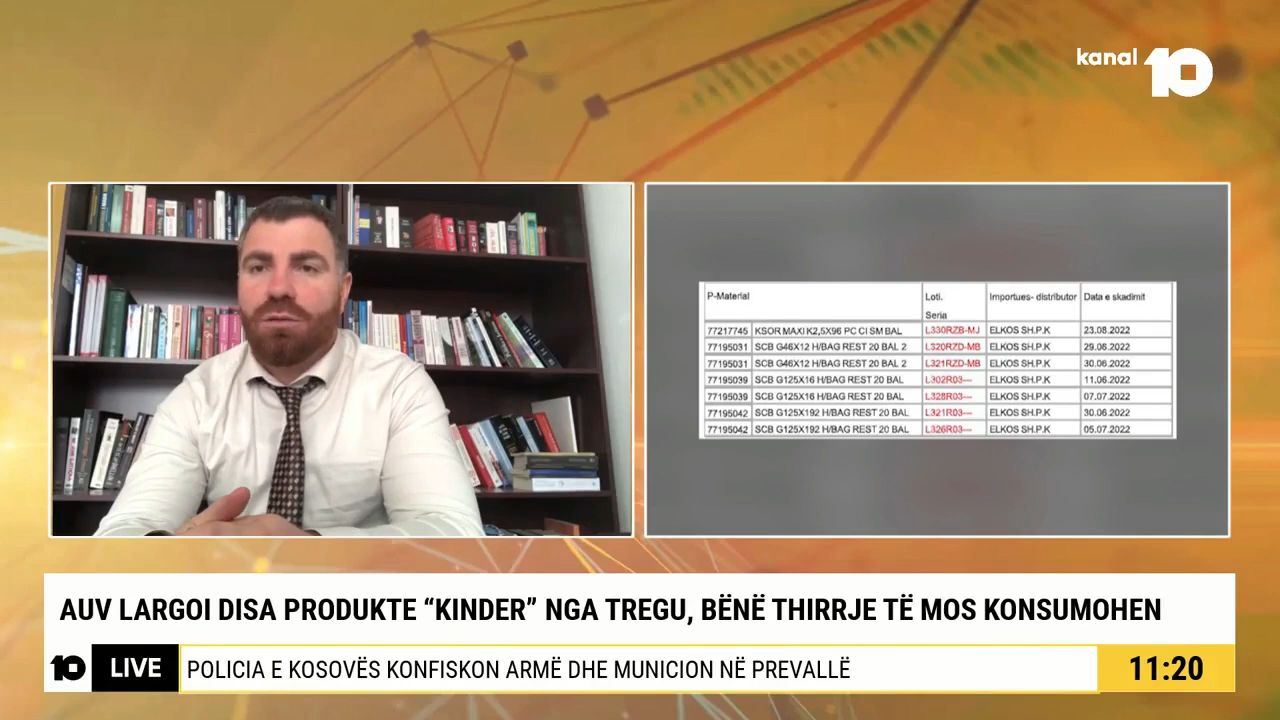 kanal 10
P-Material Loti. Seria Importues- distributor Data e skadimit
77217745 KSOR MAXI K2,5X96 PC CI SM BAL L330RZB-MJ ELKOS SH.P.K 23.08.2022
77195031 SCB G46X12 H/BAG REST 20 BAL 2 L320RZD-MB ELKOS SH.P.K 29.06.2022
77195031 SCB G46X12 H/BAG REST 20 BAL 2 L321RZD-MB ELKOS SH.P.K 30.06.2022
77195039 SCB G125X16 H/BAG REST 20 BAL L302R03--- ELKOS SH.P.K 11.06.2022
77195039 SCB G125X16 H/BAG REST 20 BAL L328R03--- ELKOS SH.P.K 07.07.2022
77195042 SCB G125X192 H/BAG REST 20 BAL L321R03--- ELKOS SH.P.K 30.06.2022
77195042 SCB G125X192 H/BAG REST 20 BAL L326R03--- ELKOS SH.P.K 05.07.2022
AUV LARGOI DISA PRODUKTE “KINDER” NGA TREGU, BËNË THIRRJE TË MOS KONSUMOHEN
10 LIVE POLICIA E KOSOVËS KONFISKON ARMË DHE MUNICION NË PREVALLË 11:20